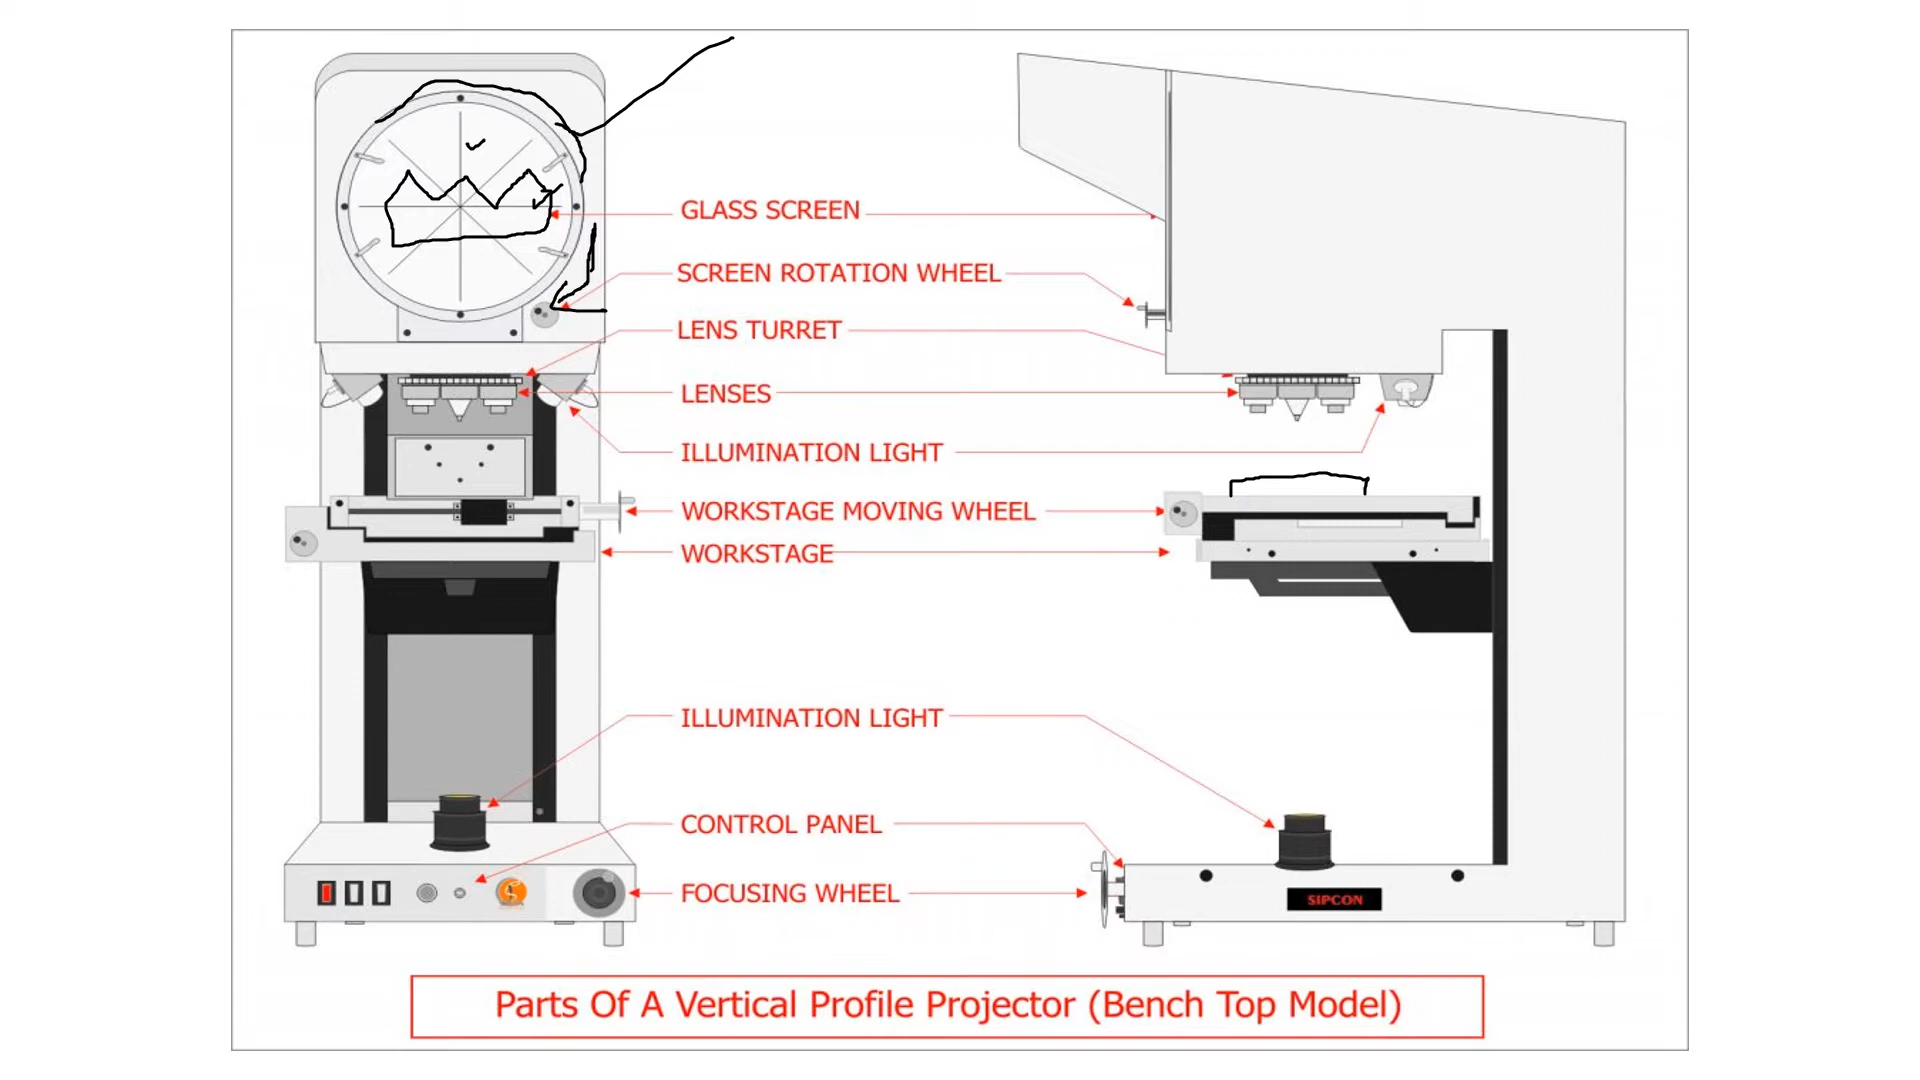 GLASS SCREEN
SCREEN ROTATION WHEEL
LENS TURRET
LENSES
ILLUMINATION LIGHT
WORKSTAGE MOVING WHEEL
WORKSTAGE
ILLUMINATION LIGHT
CONTROL PANEL
FOCUSING WHEEL
SIPCON
Parts Of A Vertical Profile Projector (Bench Top Model)